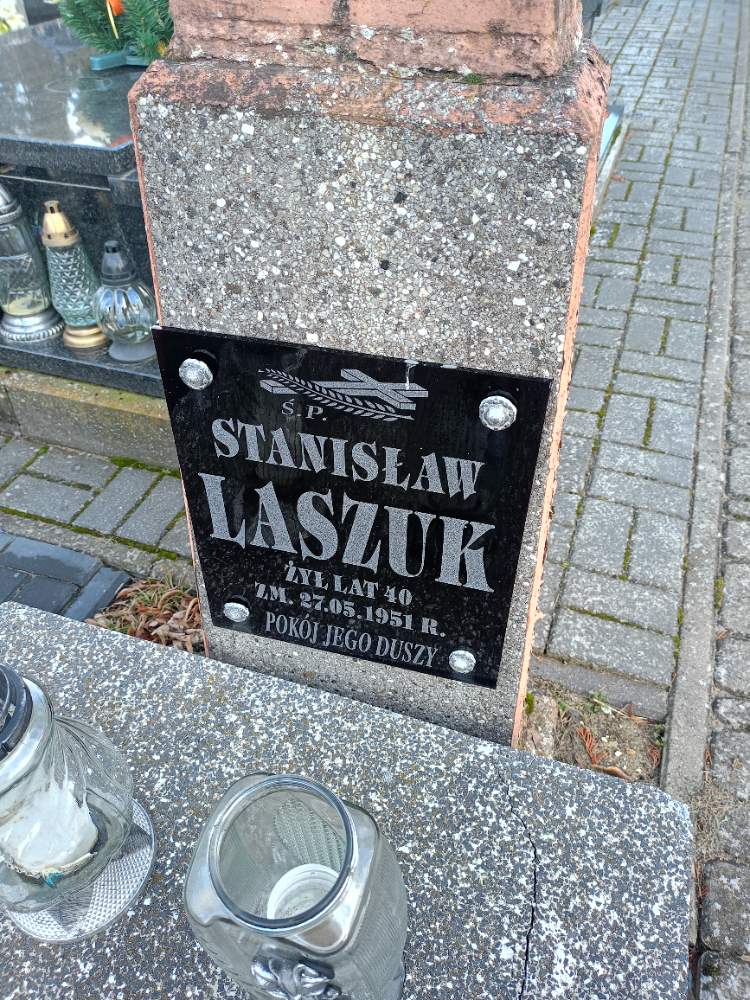 Ś.P.
STANISŁAW
LASZUK
ŻYŁ LAT 40
ZM. 27.05.1951 R.
POKÓJ JEGO DUSZY